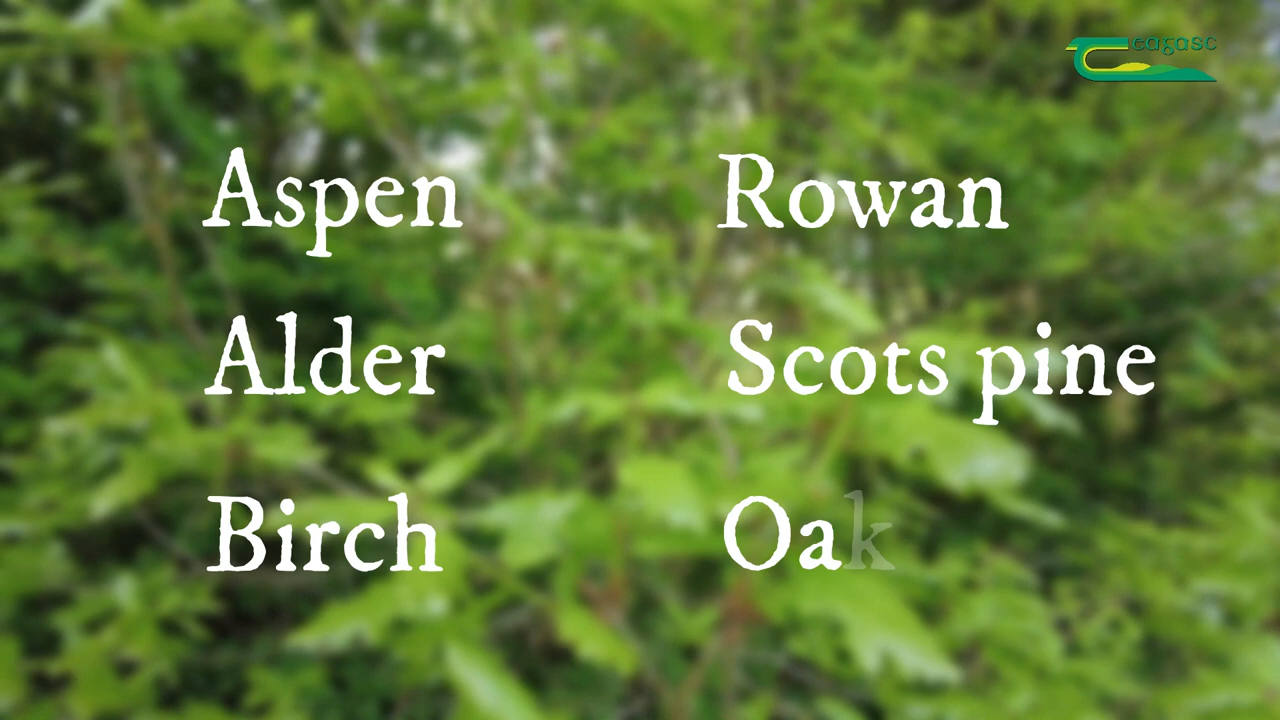 Teagasc
Aspen
Rowan
Alder
Scots pine
Birch
Oak